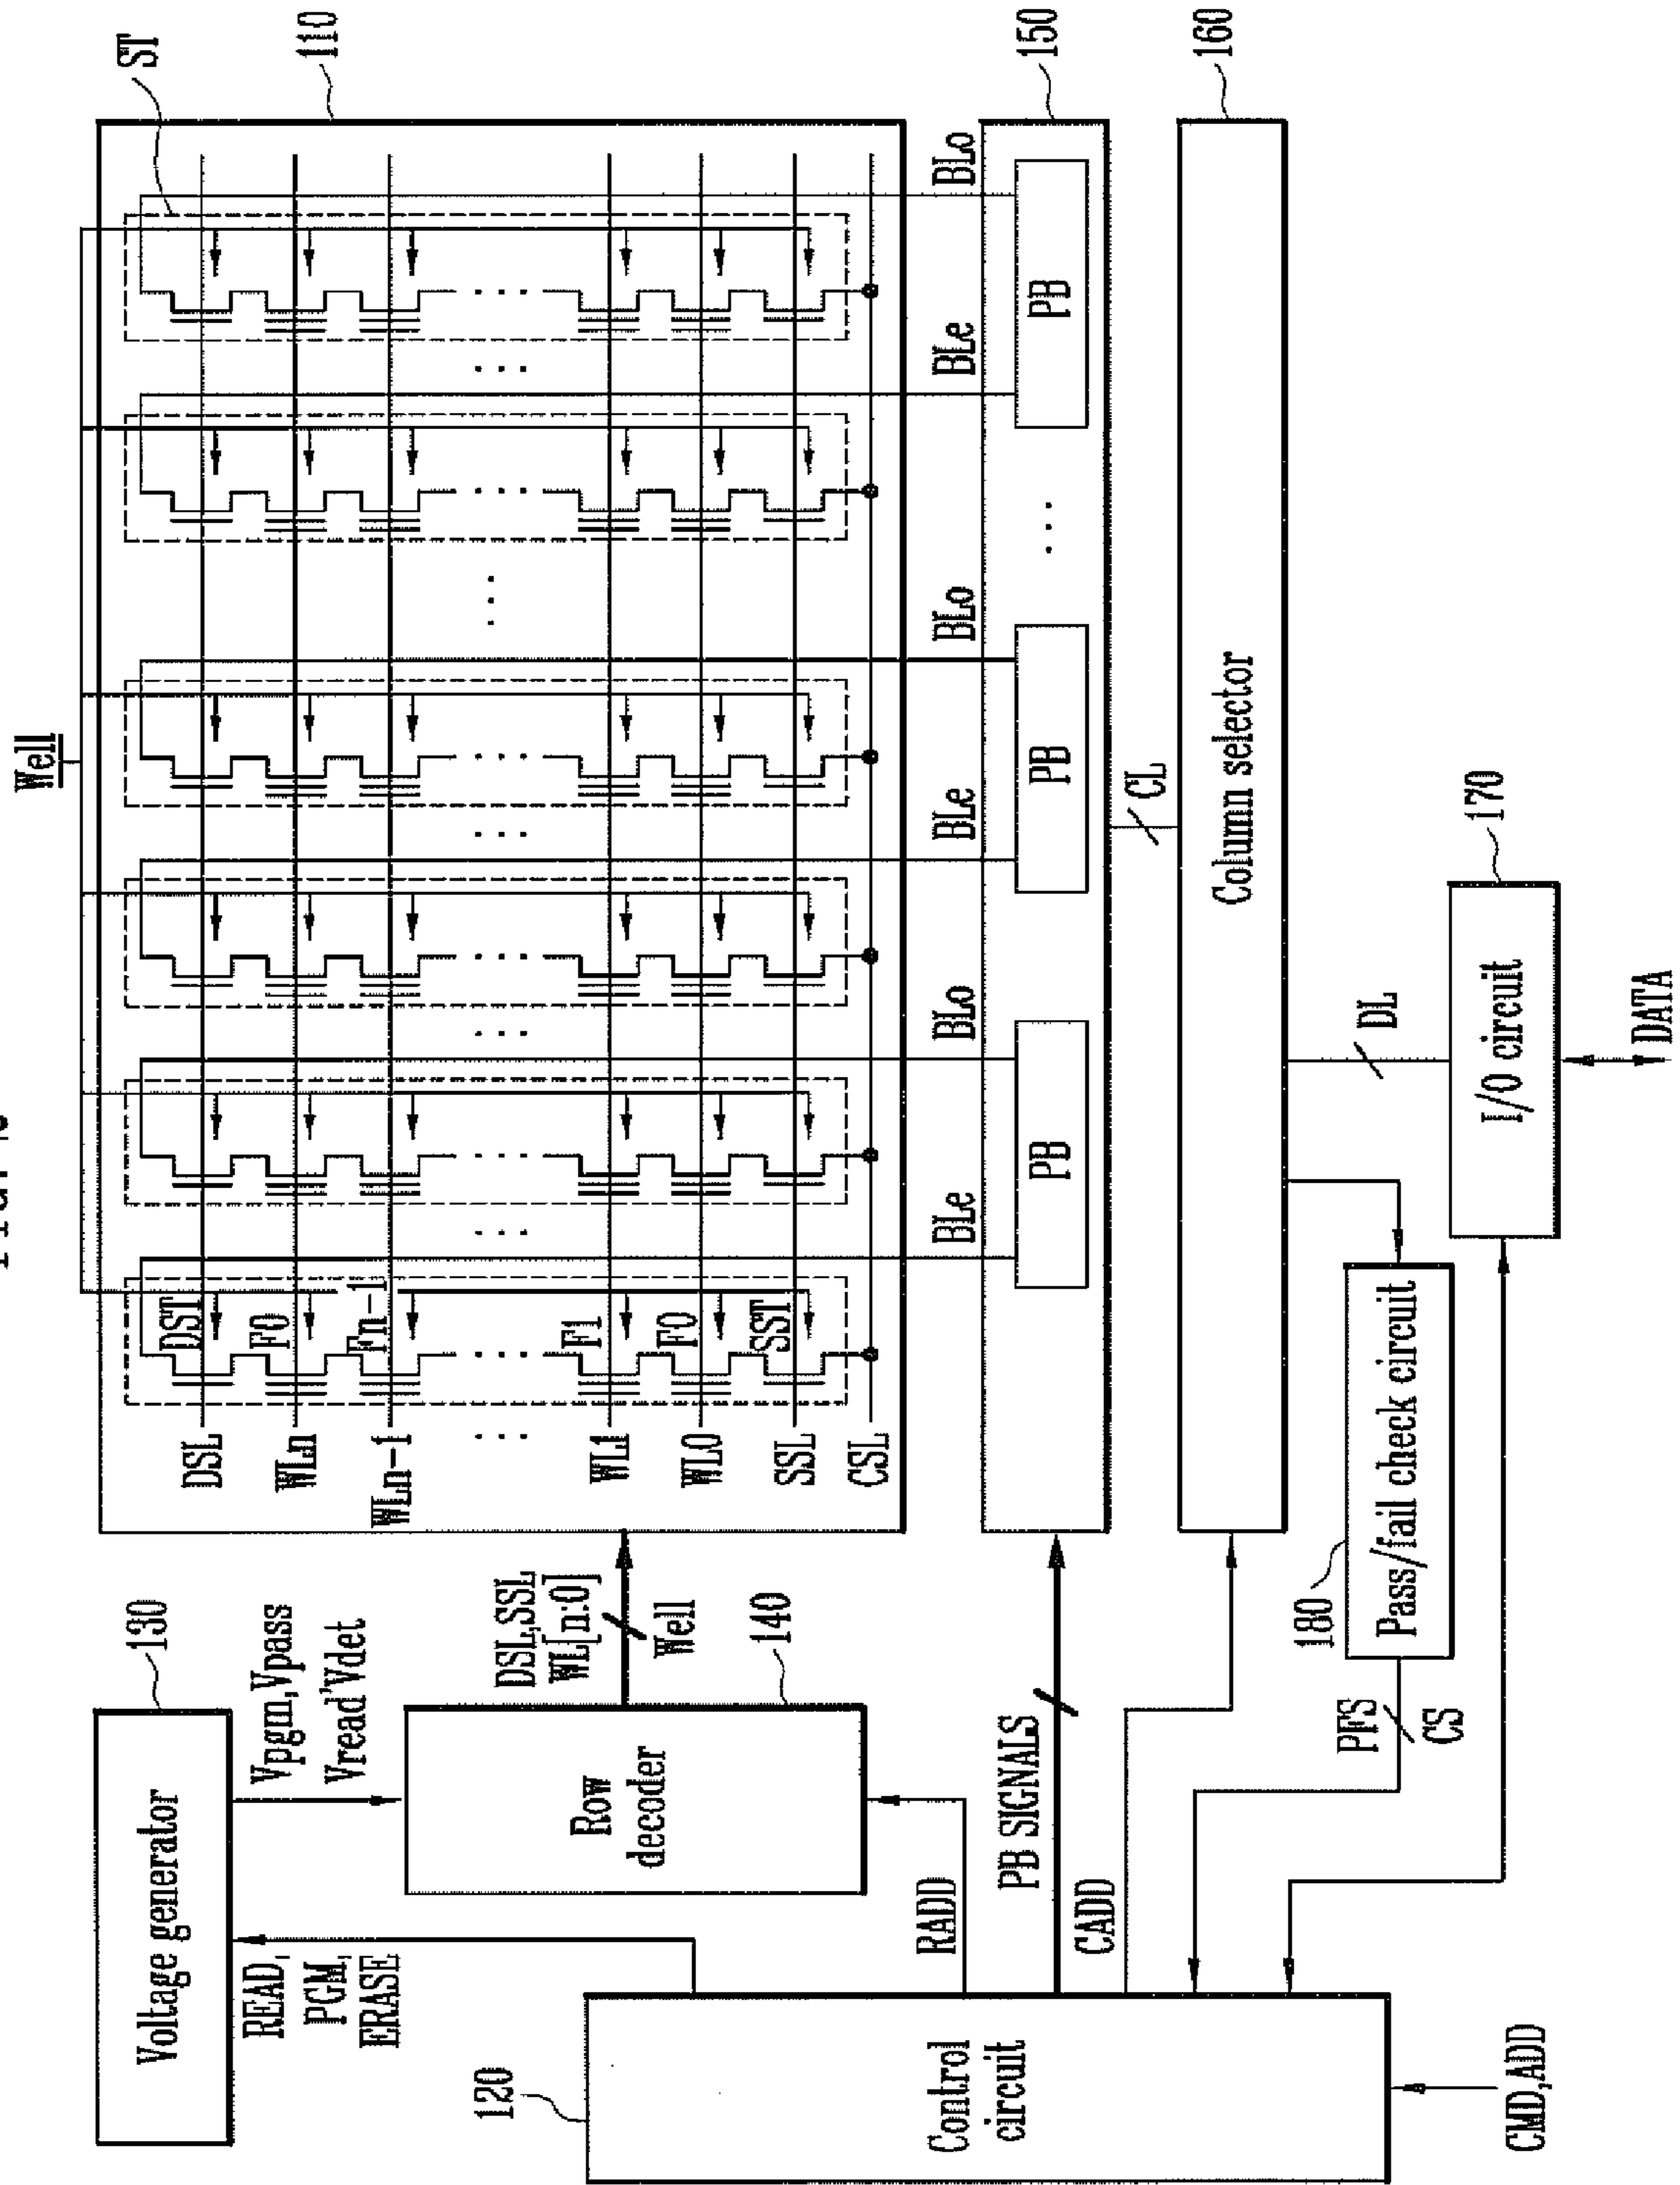 130
Voltage generator
Vpgm,Vpass
Vread'Vdet
READ,
PGM,
ERASE
120
Control
circuit
CMD,ADD
Row
decoder
140
DSL,SSL
WL[n:0]
Well
RADD
PB SIGNALS
CADD
PFS
CS
Well
ST
110
DSL
WLn
WLn-1
...
WL1
WL0
SSL
CSL
DST
F0
Fn-1
F1
F0
SST
BLe
BLo
BLe
BLo
BLe
BLo
PB
PB
...
PB
150
CL
Column selector
160
180
Pass/fail check circuit
DL
170
I/O circuit
DATA